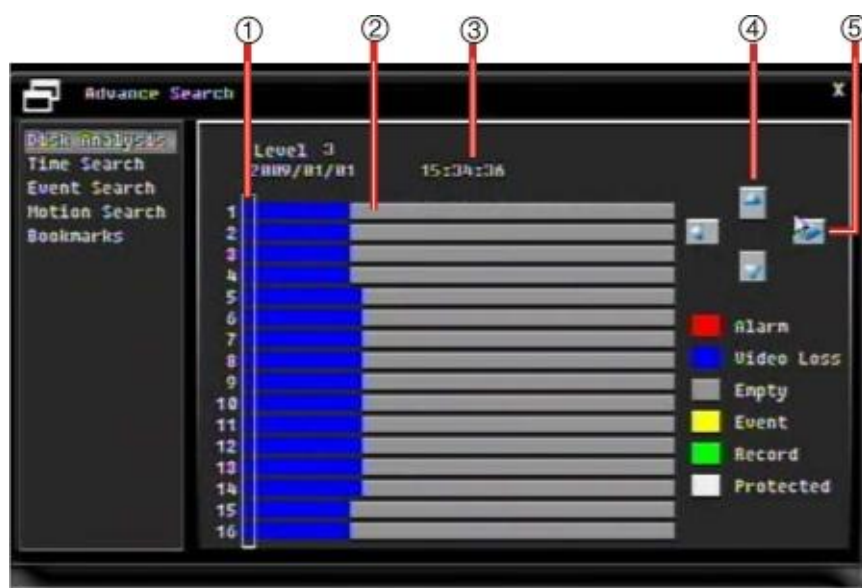 ① ② ③ ④ ⑤
Advance Search X
Disk Analysis
Time Search
Event Search
Motion Search
Bookmarks
Level 3
2009/01/01 15:34:36
1
2
3
4
5
6
7
8
9
10
11
12
13
14
15
16
Alarm
Video Loss
Empty
Event
Record
Protected